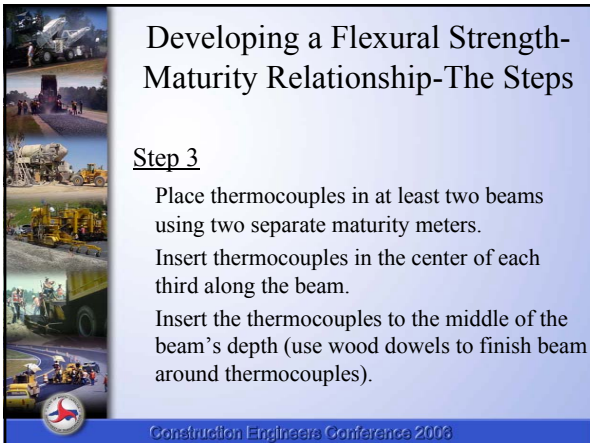 Developing a Flexural Strength-
Maturity Relationship-The Steps
Step 3
Place thermocouples in at least two beams
using two separate maturity meters.
Insert thermocouples in the center of each
third along the beam.
Insert the thermocouples to the middle of the
beam's depth (use wood dowels to finish beam
around thermocouples).
Construction Engineers Conference 2006